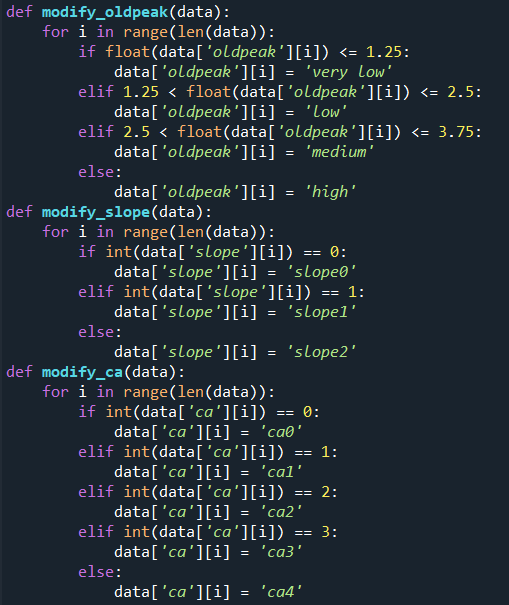 def modify_oldpeak(data):
    for i in range(len(data)):
        if float(data['oldpeak'][i]) <= 1.25:
            data['oldpeak'][i] = 'very low'
        elif 1.25 < float(data['oldpeak'][i]) <= 2.5:
            data['oldpeak'][i] = 'low'
        elif 2.5 < float(data['oldpeak'][i]) <= 3.75:
            data['oldpeak'][i] = 'medium'
        else:
            data['oldpeak'][i] = 'high'
def modify_slope(data):
    for i in range(len(data)):
        if int(data['slope'][i]) == 0:
            data['slope'][i] = 'slope0'
        elif int(data['slope'][i]) == 1:
            data['slope'][i] = 'slope1'
        else:
            data['slope'][i] = 'slope2'
def modify_ca(data):
    for i in range(len(data)):
        if int(data['ca'][i]) == 0:
            data['ca'][i] = 'ca0'
        elif int(data['ca'][i]) == 1:
            data['ca'][i] = 'ca1'
        elif int(data['ca'][i]) == 2:
            data['ca'][i] = 'ca2'
        elif int(data['ca'][i]) == 3:
            data['ca'][i] = 'ca3'
        else:
            data['ca'][i] = 'ca4'